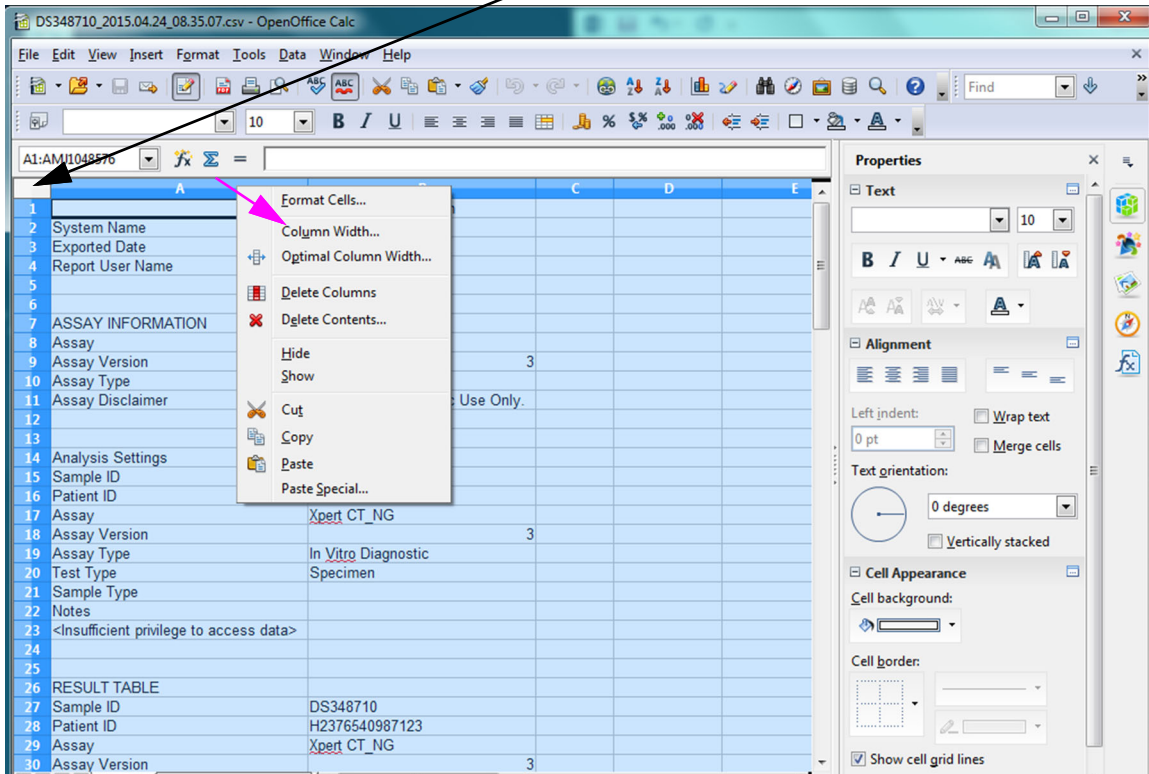 DS348710_2015.04.24_08.35.07.csv - OpenOffice Calc
File Edit View Insert Format Tools Data Window Help
Find
10 B I U
A1:AMJ1048576
A C D E
1
2 System Name
3 Exported Date
4 Report User Name
5
6
7 ASSAY INFORMATION
8 Assay
9 Assay Version 3
10 Assay Type
11 Assay Disclaimer Use Only.
12
13
14 Analysis Settings
15 Sample ID
16 Patient ID
17 Assay Xpert CT_NG
18 Assay Version 3
19 Assay Type In Vitro Diagnostic
20 Test Type Specimen
21 Sample Type
22 Notes
23 <Insufficient privilege to access data>
24
25
26 RESULT TABLE
27 Sample ID DS348710
28 Patient ID H2376540987123
29 Assay Xpert CT_NG
30 Assay Version 3
Format Cells...
Column Width...
Optimal Column Width...
Delete Columns
Delete Contents...
Hide
Show
Cut
Copy
Paste
Paste Special...
Properties
Text
10
B I U ABC
Alignment
Left indent:
0 pt
Wrap text
Merge cells
Text orientation:
0 degrees
Vertically stacked
Cell Appearance
Cell background:
Cell border:
Show cell grid lines